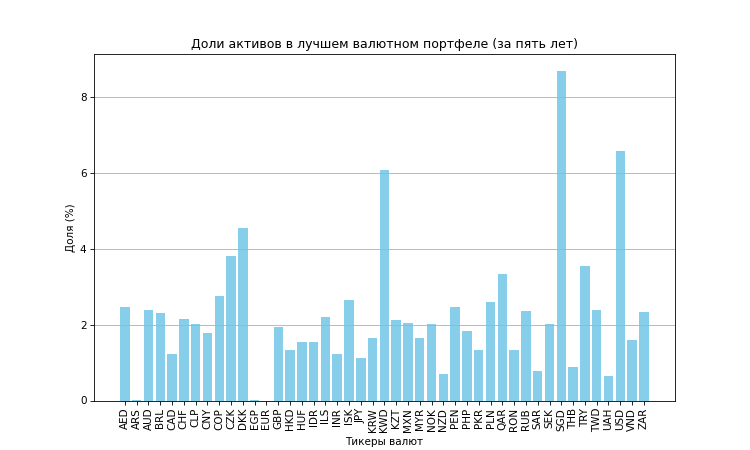 Доли активов в лучшем валютном портфеле (за пять лет)
Доля (%)
8
6
4
2
0
AED ARS AUD BRL CAD CHF CLP CNY COP CZK DKK EGP EUR GBP HKD HUF IDR ILS INR ISK JPY KRW KWD KZT MXN MYR NOK NZD PEN PHP PKR PLN QAR RON RUB SAR SEK SGD THB TRY TWD UAH USD VND ZAR
Тикеры валют